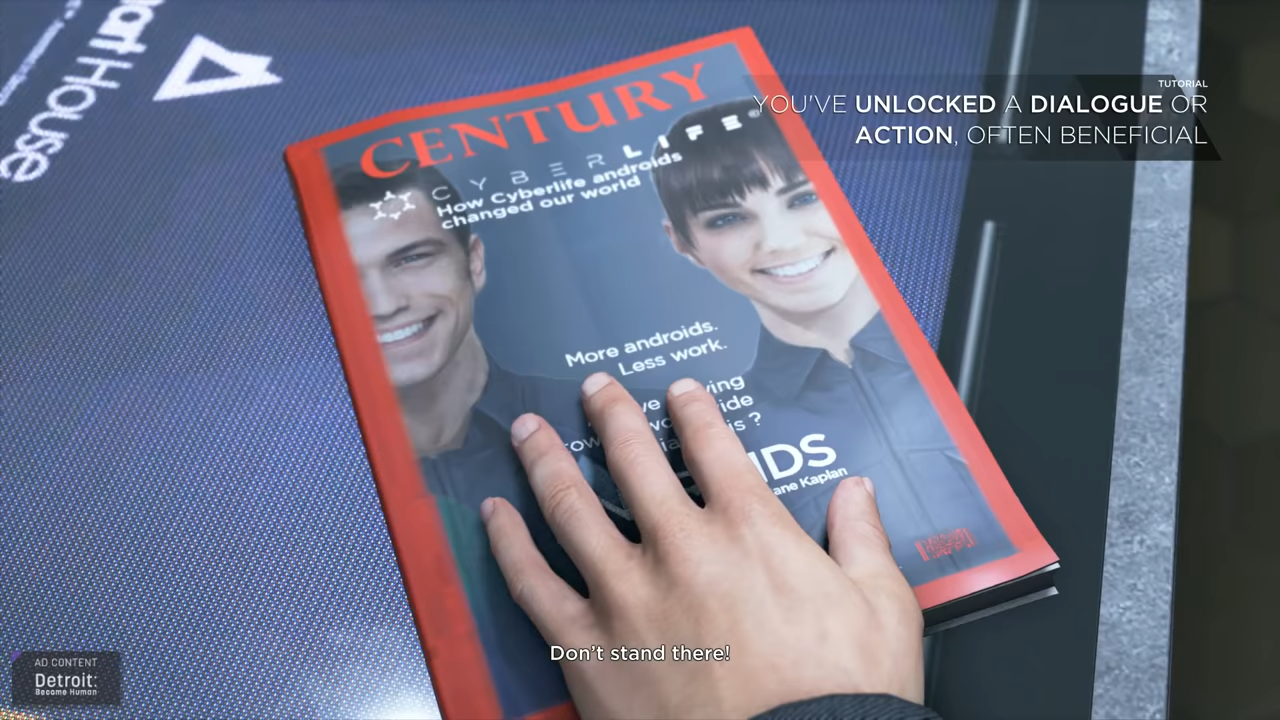 House
TUTORIAL
YOU'VE UNLOCKED A DIALOGUE OR
ACTION, OFTEN BENEFICIAL
CENTURY
CYBERLIFE®
How Cyberlife androids
changed our world
More androids.
Less work.
is ?
Kaplan
Don't stand there!
AD CONTENT
Detroit:
Become Human